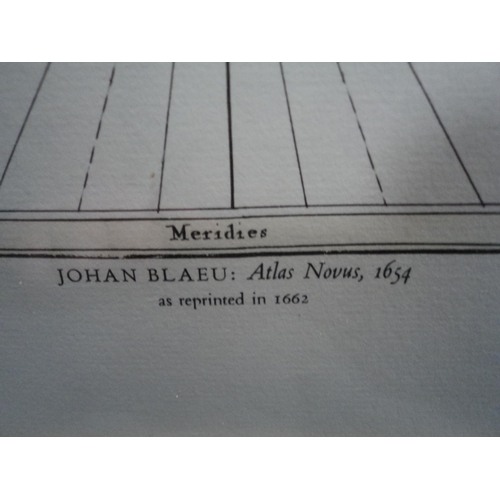 Meridies
JOHAN BLAEU: Atlas Novus, 1654
as reprinted in 1662